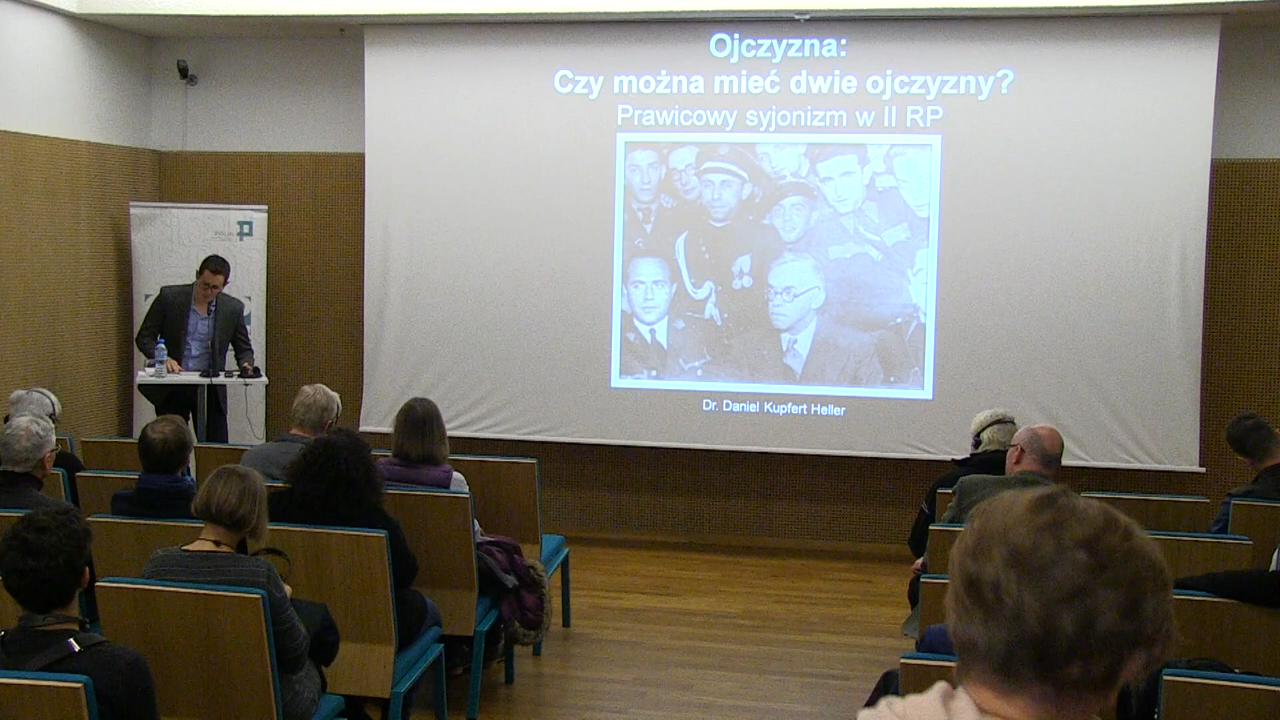 Ojczyzna:
Czy można mieć dwie ojczyzny?
Prawicowy syjonizm w II RP
Dr. Daniel Kupfert Heller